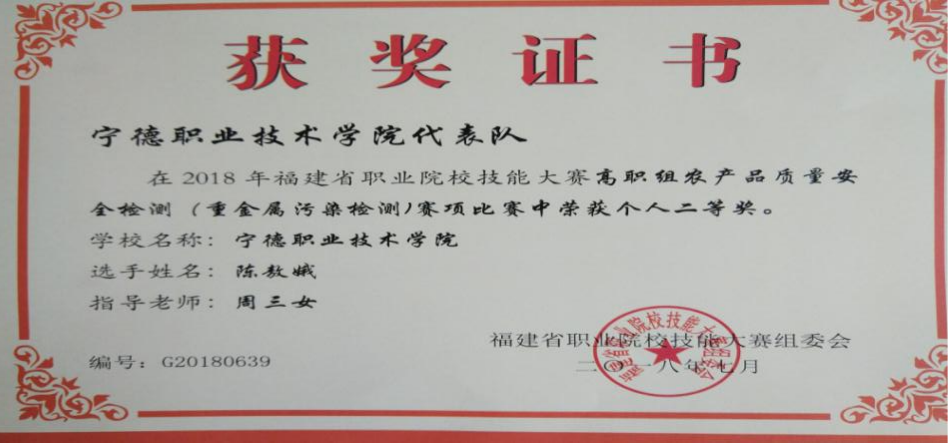 获奖证书
宁德职业技术学院代表队
在2018年福建省职业院校技能大赛高职组农产品质量安
全检测(重金属污染检测)赛项比赛中荣获个人二等奖。
学校名称：宁德职业技术学院
选手姓名：陈敖娥
指导老师：周三女
福建省职业院校技能大赛组委会
编号：G20180639
二〇一八年七月